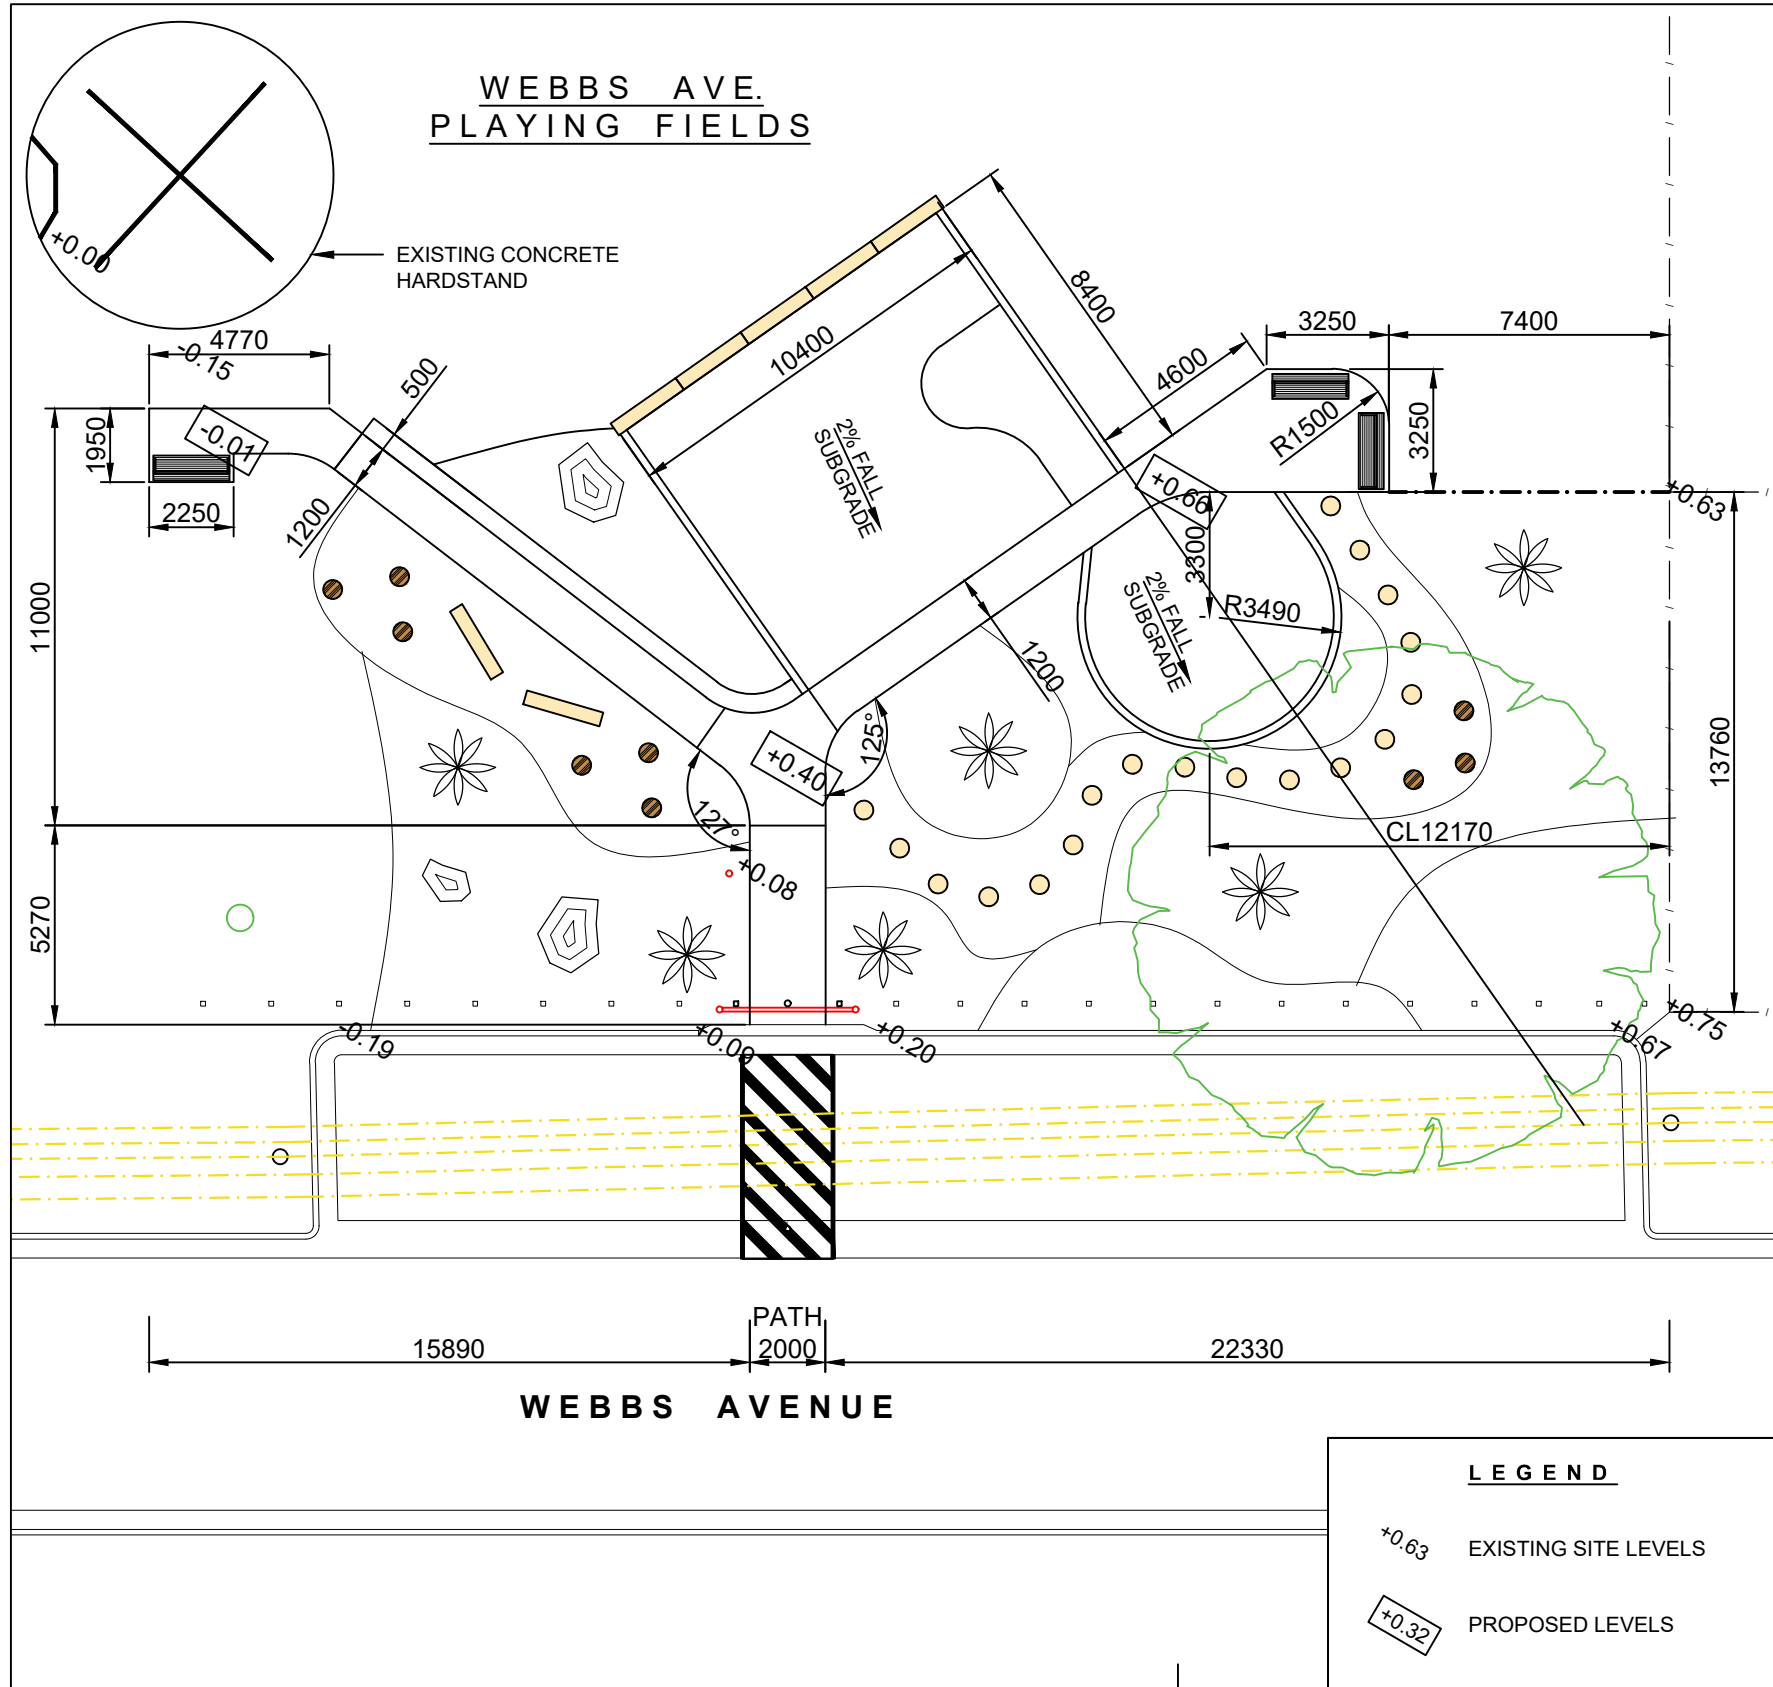 WEBBS AVE.
PLAYING FIELDS
+0.00
EXISTING CONCRETE
HARDSTAND
4770
-0.15
500
1950
-0.01
2250
1200
11000
5270
10400
8400
2% FALL
SUBGRADE
4600
3250
7400
R1500
3250
+0.66
+0.63
3300
R3490
2% FALL
SUBGRADE
1200
125°
+0.40
127°
+0.08
13760
CL12170
-0.19
+0.09
+0.20
+0.67
+0.75
PATH
15890
2000
22330
WEBBS AVENUE
LEGEND
+0.63
EXISTING SITE LEVELS
+0.32
PROPOSED LEVELS